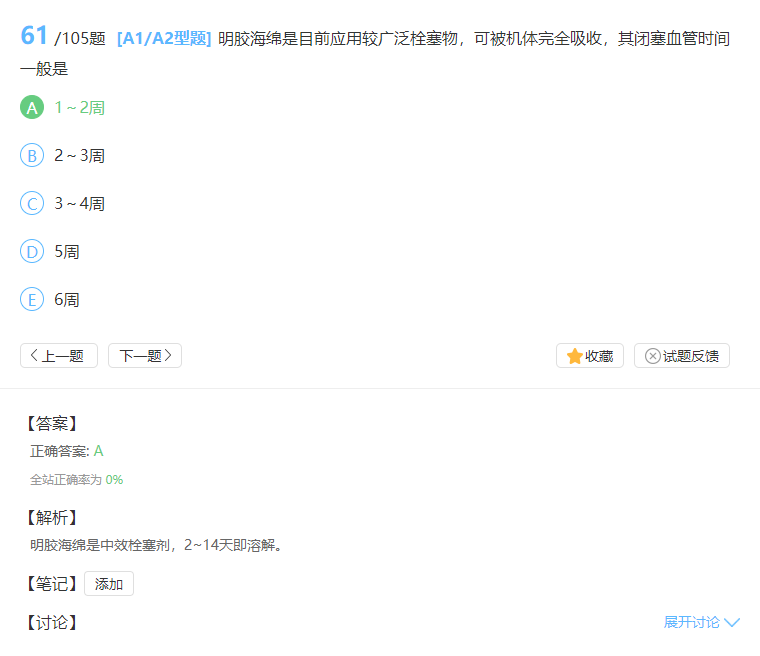 61 /105题 [A1/A2型题] 明胶海绵是目前应用较广泛栓塞物，可被机体完全吸收，其闭塞血管时间
一般是
A 1～2周
B 2～3周
C 3～4周
D 5周
E 6周
上一题 下一题 收藏 试题反馈
【答案】
正确答案: A
全站正确率为 0%
【解析】
明胶海绵是中效栓塞剂，2~14天即溶解。
【笔记】 添加
【讨论】 展开讨论